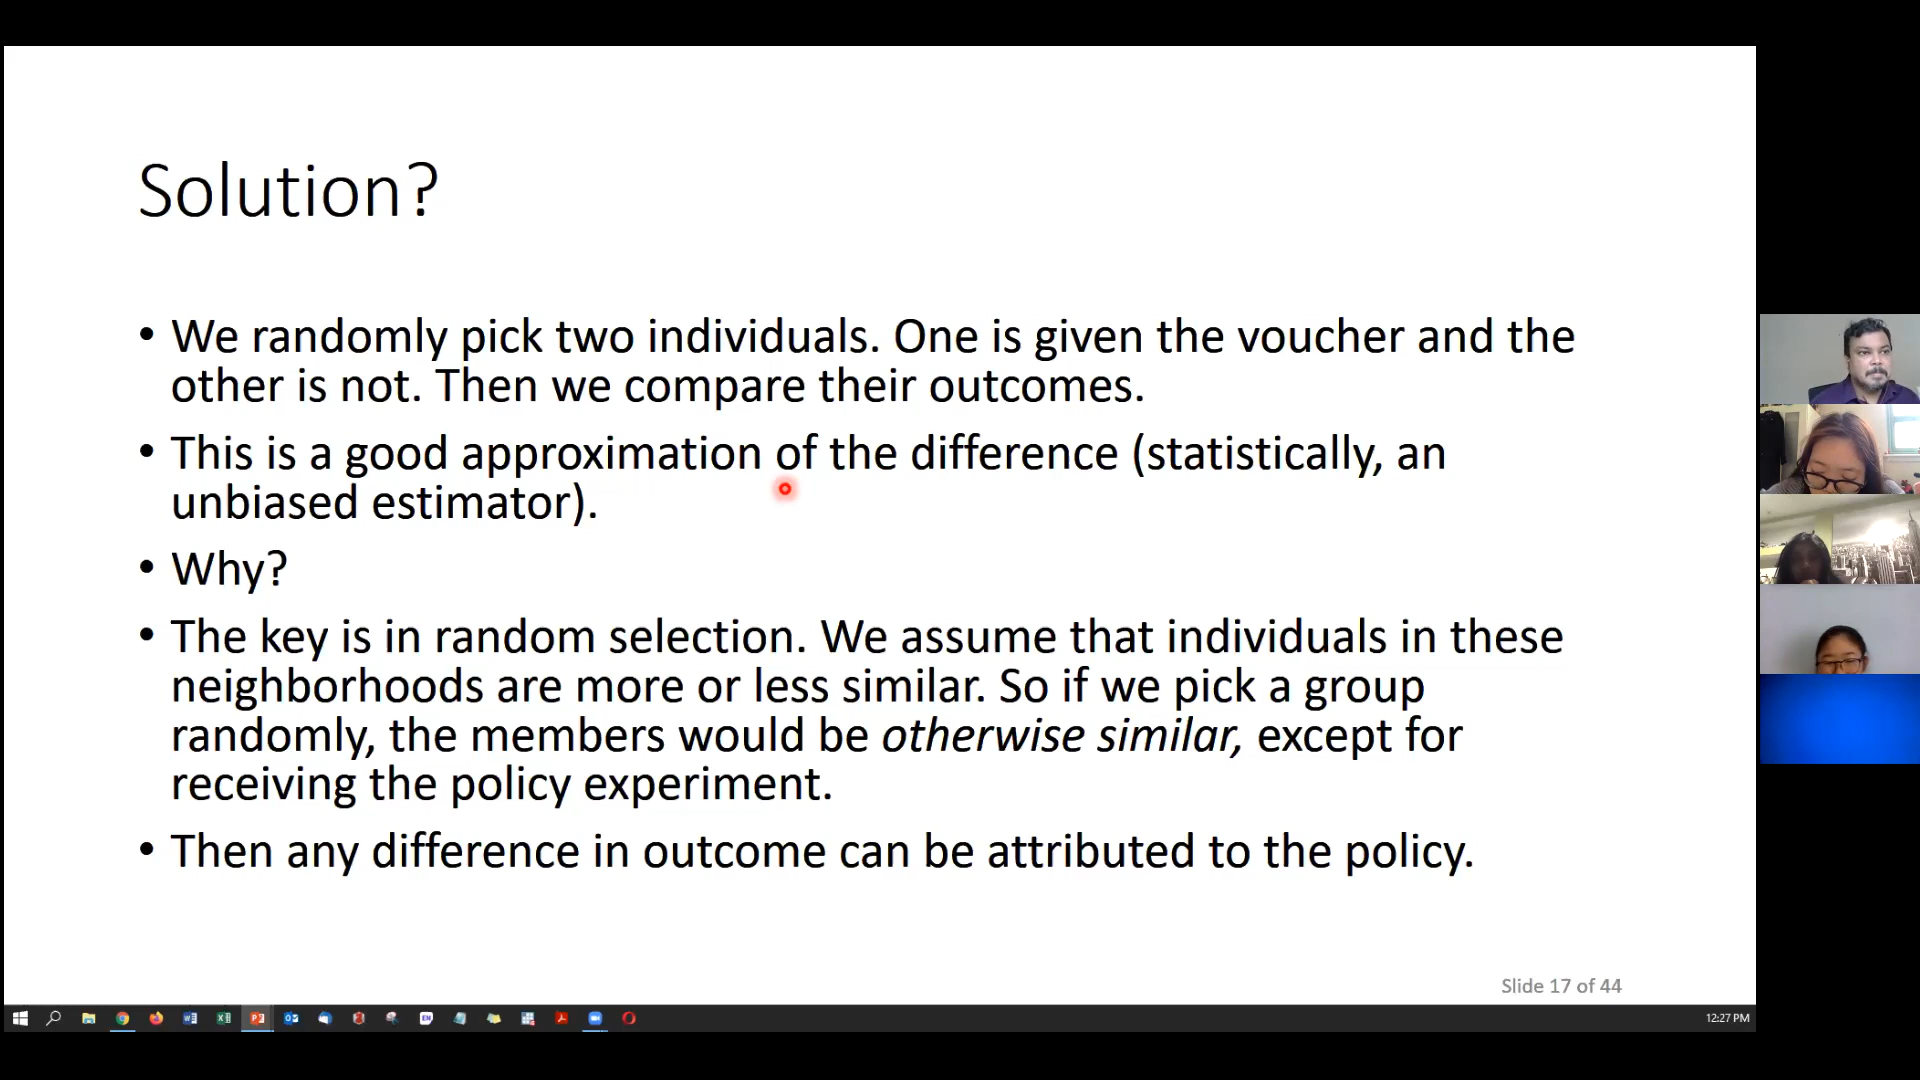 Solution?
• We randomly pick two individuals. One is given the voucher and the
other is not. Then we compare their outcomes.
• This is a good approximation of the difference (statistically, an
unbiased estimator).
• Why?
• The key is in random selection. We assume that individuals in these
neighborhoods are more or less similar. So if we pick a group
randomly, the members would be otherwise similar, except for
receiving the policy experiment.
• Then any difference in outcome can be attributed to the policy.
Slide 17 of 44
EN
12:27 PM